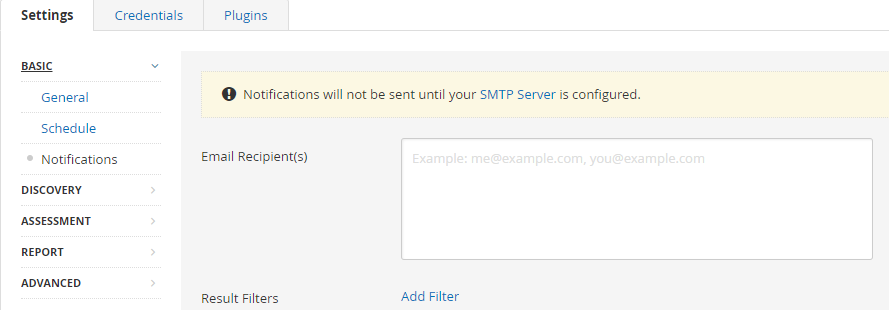 Settings Credentials Plugins
BASIC
General
Schedule
Notifications
DISCOVERY
ASSESSMENT
REPORT
ADVANCED
Notifications will not be sent until your SMTP Server is configured.
Email Recipient(s)
Example: me@example.com, you@example.com
Result Filters Add Filter